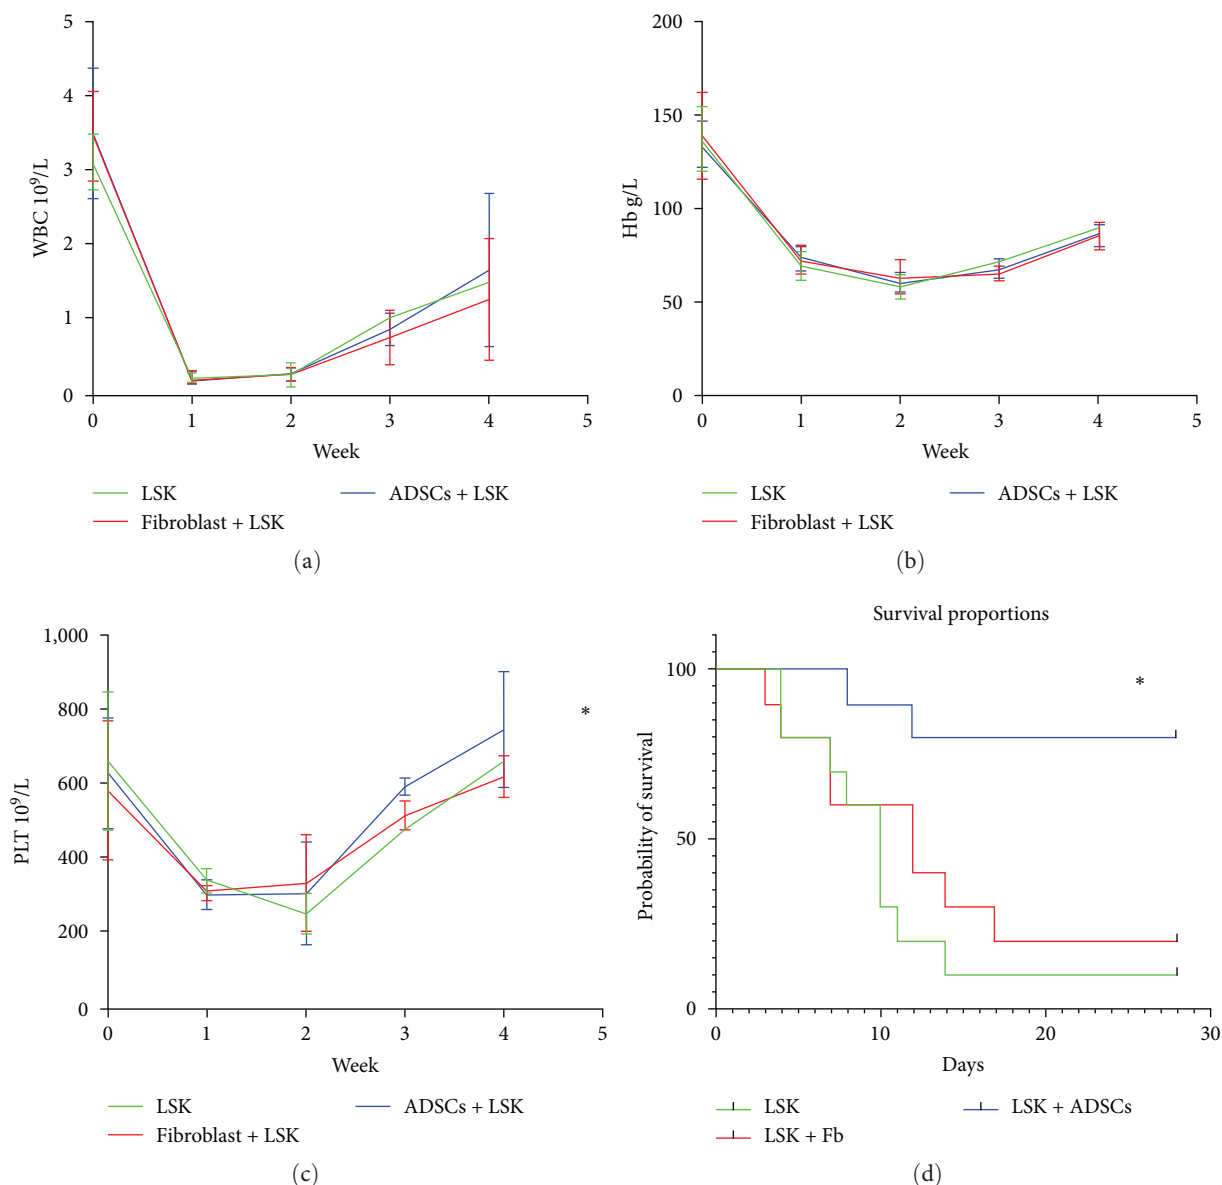 5
4
3
2
1
0
WBC 10⁹/L
0 1 2 3 4 5
Week
LSK
ADSCs + LSK
Fibroblast + LSK
(a)
200
150
100
50
0
Hb g/L
0 1 2 3 4 5
Week
LSK
ADSCs + LSK
Fibroblast + LSK
(b)
1,000
800
600
400
200
0
PLT 10⁹/L
*
0 1 2 3 4 5
Week
LSK
ADSCs + LSK
Fibroblast + LSK
(c)
Survival proportions
100
50
0
Probability of survival
*
0 10 20 30
Days
LSK
LSK + ADSCs
LSK + Fb
(d)